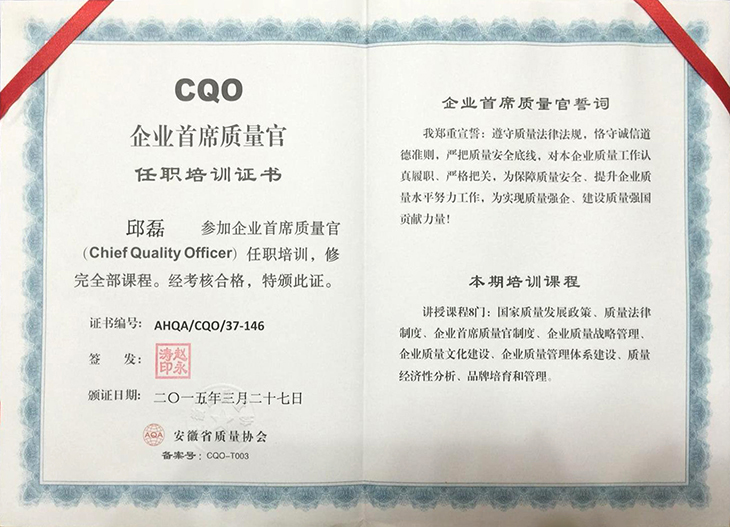 CQO
企业首席质量官
任职培训证书
邱磊 参加企业首席质量官
（Chief Quality Officer）任职培训，修
完全部课程。经考核合格，特颁此证。
证书编号: AHQA/CQO/37-146
签 发: 赵永涛印
颁证日期: 二〇一五年三月二十七日
AQA 安徽省质量协会
备案号: CQO-T003
企业首席质量官誓词
我郑重宣誓: 遵守质量法律法规，恪守诚信道
德准则，严把质量安全底线，对本企业质量工作认
真履职、严格把关，为保障质量安全、提升企业质
量水平努力工作，为实现质量强企、建设质量强国
贡献力量!
本期培训课程
讲授课程8门: 国家质量发展政策、质量法律
制度、企业首席质量官制度、企业质量战略管理、
企业质量文化建设、企业质量管理体系建设、质量
经济性分析、品牌培育和管理。